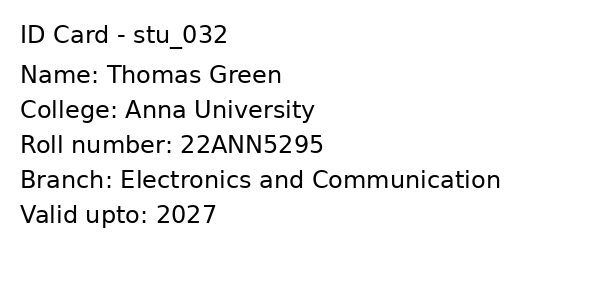 ID Card - stu_032
Name: Thomas Green
College: Anna University
Roll number: 22ANN5295
Branch: Electronics and Communication
Valid upto: 2027